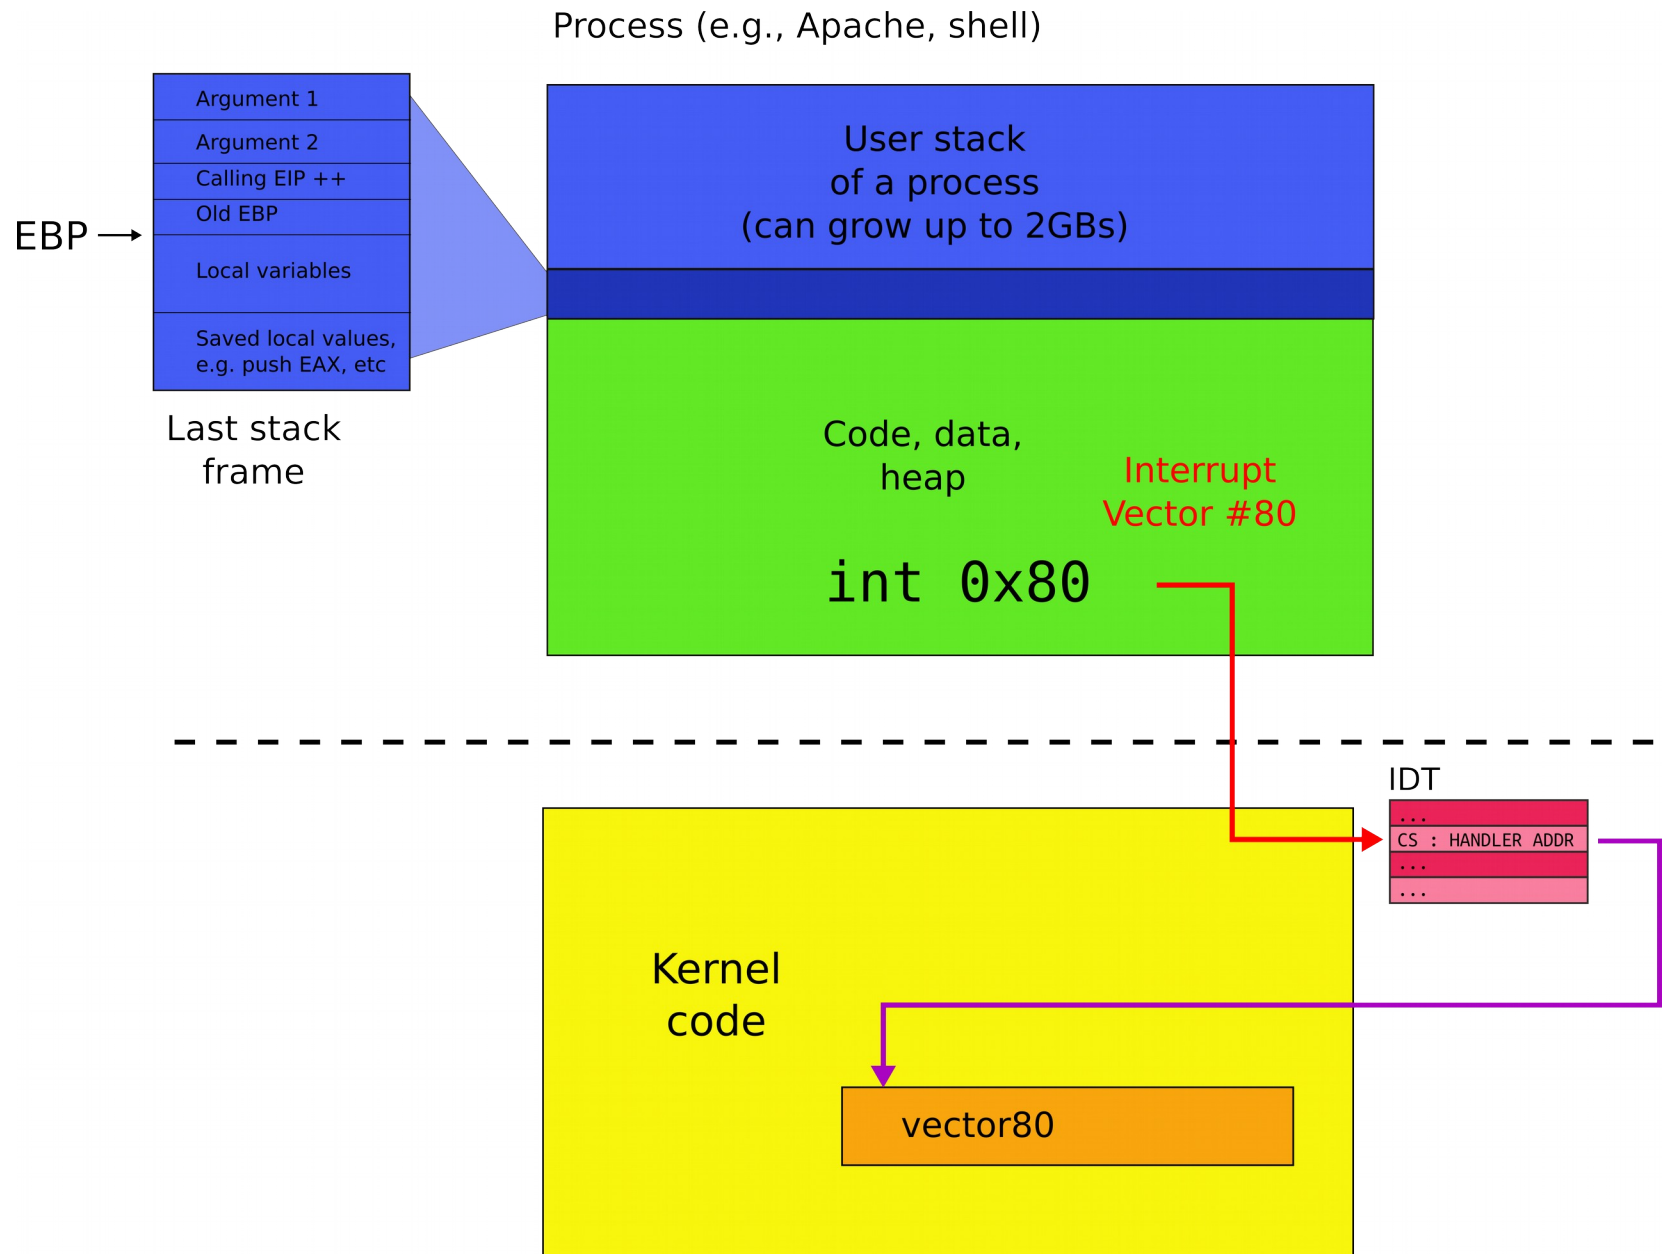 Process (e.g., Apache, shell)
Argument 1
Argument 2
Calling EIP ++
Old EBP
EBP
Local variables
Saved local values,
e.g. push EAX, etc
Last stack
frame
User stack
of a process
(can grow up to 2GBs)
Code, data,
heap
Interrupt
Vector #80
int 0x80
IDT
...
CS : HANDLER ADDR
...
...
Kernel
code
vector80